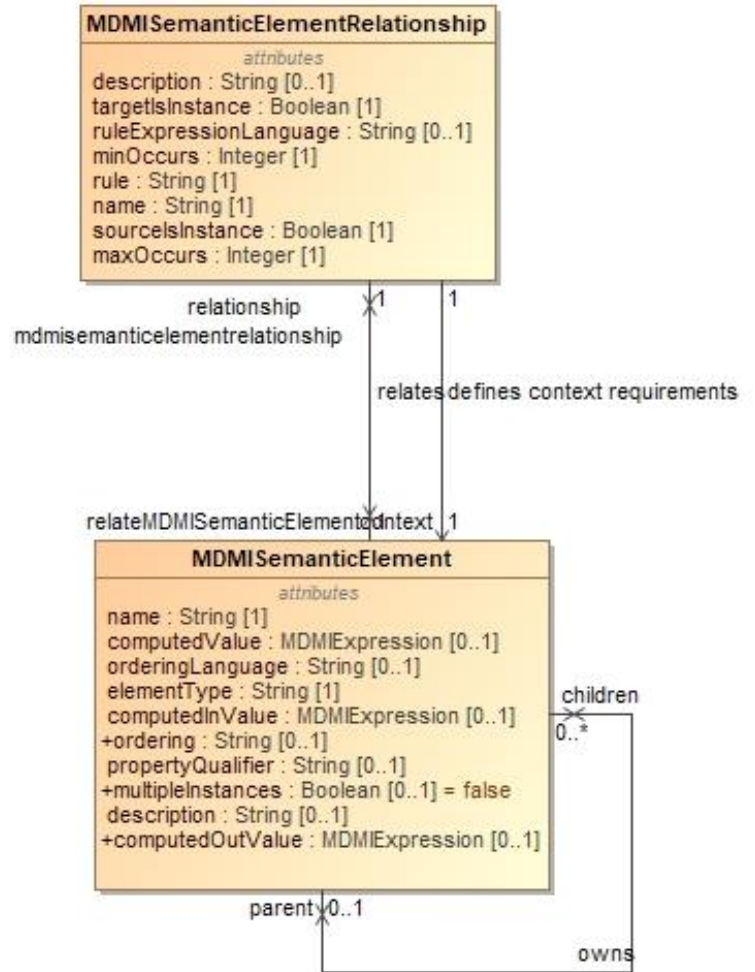 MDMISemanticElementRelationship
attributes
description : String [0..1]
targetIsInstance : Boolean [1]
ruleExpressionLanguage : String [0..1]
minOccurs : Integer [1]
rule : String [1]
name : String [1]
sourceIsInstance : Boolean [1]
maxOccurs : Integer [1]
relationship 1 1
mdmisemanticelementrelationship
relates defines context requirements
relateMDMISemanticElement 1 context 1
MDMISemanticElement
attributes
name : String [1]
computedValue : MDMIExpression [0..1]
orderingLanguage : String [0..1]
elementType : String [1]
computedInValue : MDMIExpression [0..1]
+ordering : String [0..1]
propertyQualifier : String [0..1]
+multipleInstances : Boolean [0..1] = false
description : String [0..1]
+computedOutValue : MDMIExpression [0..1]
children
0..*
parent 0..1
owns